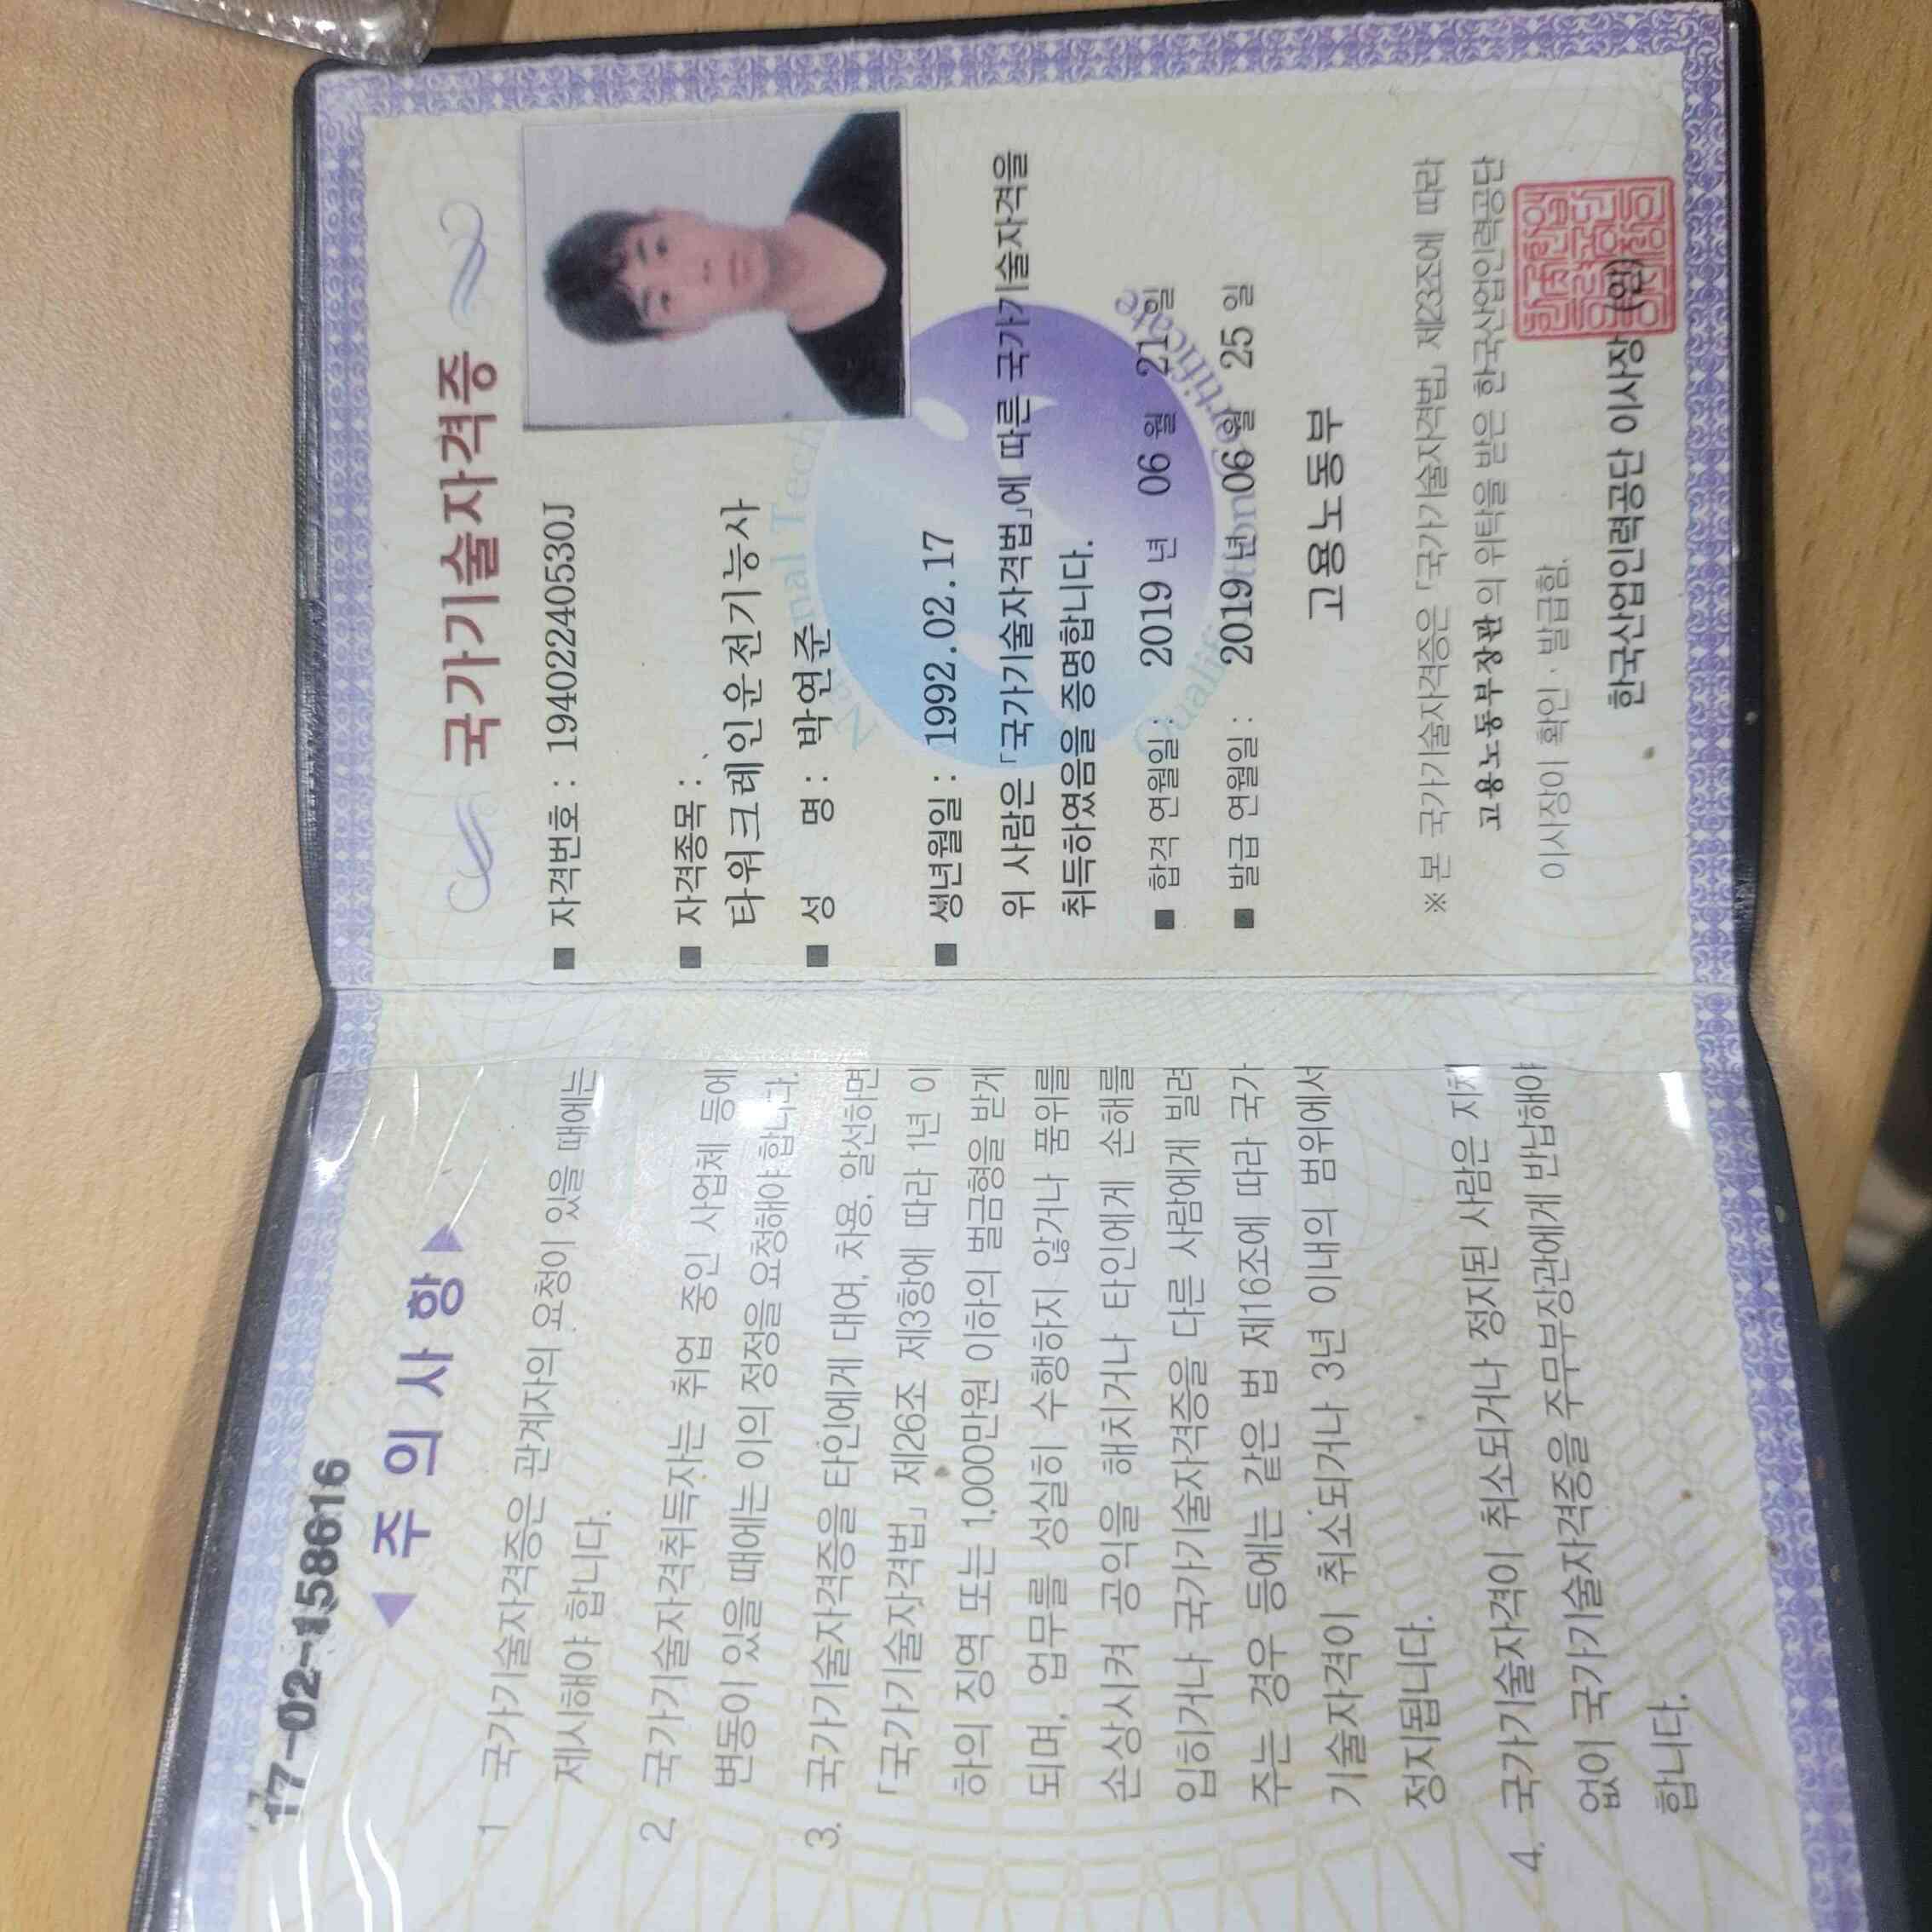 17-02-158616
◀ 주 의 사 항 ▶
1 국가기술자격증은 관계자의 요청이 있을 때에는
제시해야 합니다.
2. 국가기술자격취득자는 취업 중인 사업체 등에
변동이 있을 때에는 이의 정정을 요청해야 합니다.
3. 국가기술자격증을 타인에게 대여, 차용, 알선하면
「국가기술자격법」 제26조 제3항에 따라 1년 이
하의 징역 또는 1,000만원 이하의 벌금형을 받게
되며, 업무를 성실히 수행하지 않거나 품위를
손상시켜 공익을 해치거나 타인에게 손해를
입히거나 국가기술자격증을 다른 사람에게 빌려
주는 경우 등에는 같은 법 제16조에 따라 국가
기술자격이 취소되거나 3년 이내의 범위에서
정지됩니다.
4. 국가기술자격이 취소되거나 정지된 사람은 지체
없이 국가기술자격증을 주무부장관에게 반납해야
합니다.
국가기술자격증
■ 자격번호 : 19402240530J
■ 자격종목 :
타워크레인운전기능사
■ 성 명 : 박연준
■ 생년월일 : 1992.02.17
위 사람은 「국가기술자격법」에 따른 국가기술자격을
취득하였음을 증명합니다.
■ 합격 연월일 : 2019 년 06 월 21 일
■ 발급 연월일 : 2019 년 06 월 25 일
고용노동부
※ 본 국가기술자격증은 「국가기술자격법」 제23조에 따라
고용노동부장관의 위탁을 받은 한국산업인력공단
이사장이 확인 · 발급함.
한국산업인력공단 이사장 (인)